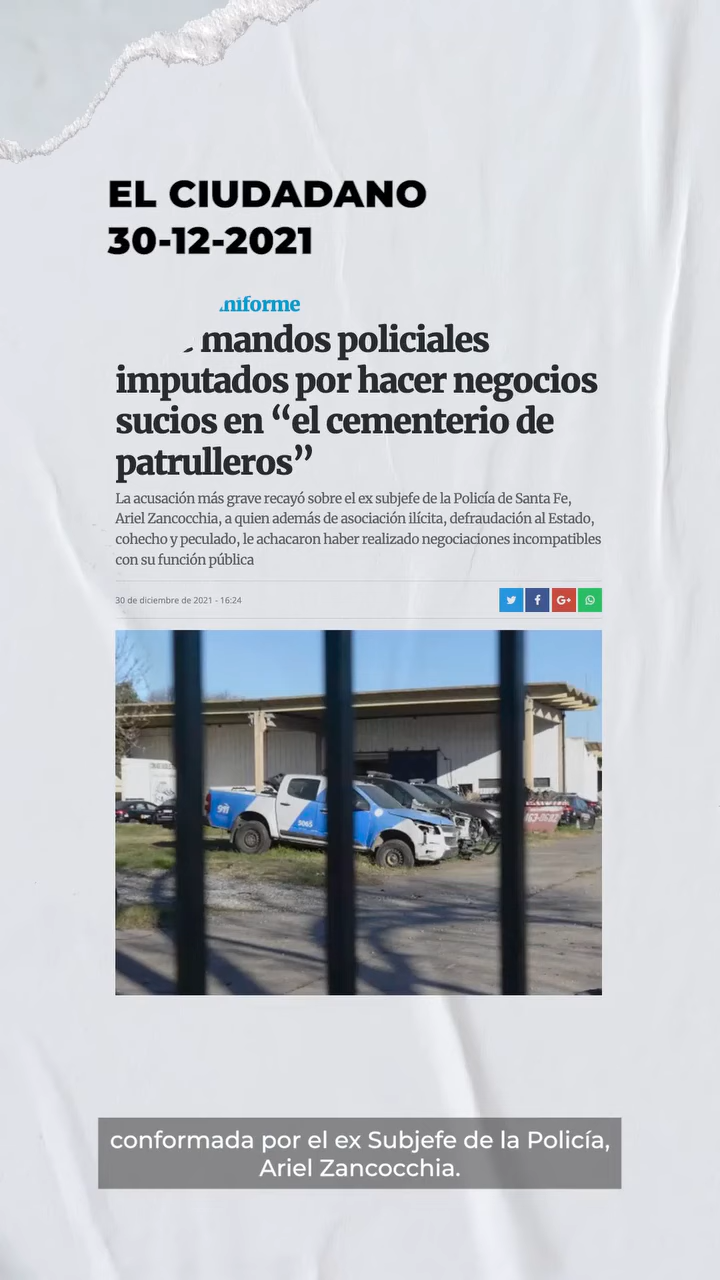 EL CIUDADANO
30-12-2021
mandos policiales
imputados por hacer negocios
sucios en “el cementerio de
patrulleros”
La acusación más grave recayó sobre el ex subjefe de la Policía de Santa Fe,
Ariel Zancocchia, a quien además de asociación ilícita, defraudación al Estado,
cohecho y peculado, le achacaron haber realizado negociaciones incompatibles
con su función pública
30 de diciembre de 2021 - 16:24
G+
911
3065
conformada por el ex Subjefe de la Policía,
Ariel Zancocchia.